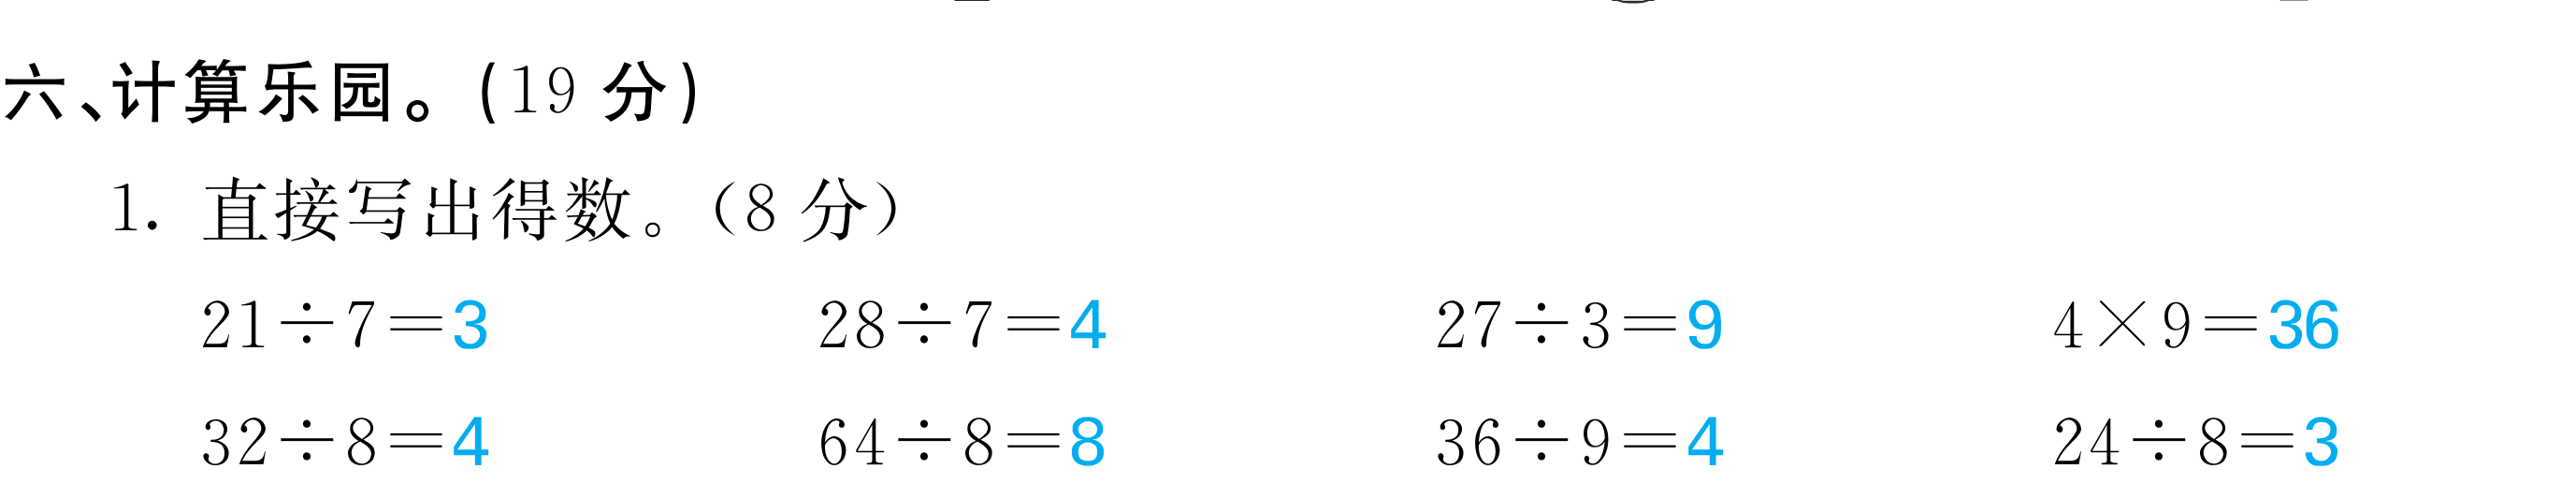 六、计算乐园。(19 分)
1. 直接写出得数。(8 分)
21÷7=3 28÷7=4 27÷3=9 4×9=36
32÷8=4 64÷8=8 36÷9=4 24÷8=3